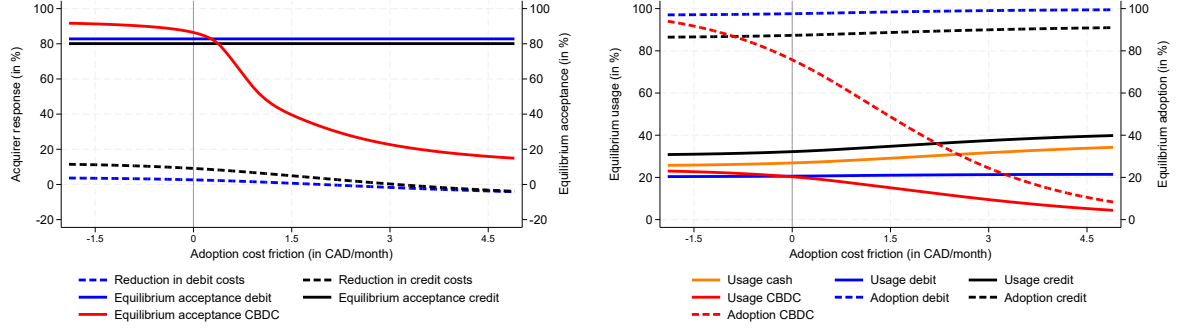 100
80
60
40
20
0
-20
Acquirer response (in %)
100
80
60
40
20
0
-20
Equilibrium acceptance (in %)
-1.5 0 1.5 3 4.5
Adoption cost friction (in CAD/month)
Reduction in debit costs Reduction in credit costs
Equilibrium acceptance debit Equilibrium acceptance credit
Equilibrium acceptance CBDC
100
80
60
40
20
0
Equilibrium usage (in %)
100
80
60
40
20
0
Equilibrium adoption (in %)
-1.5 0 1.5 3 4.5
Adoption cost friction (in CAD/month)
Usage cash Usage debit Usage credit
Usage CBDC Adoption debit Adoption credit
Adoption CBDC